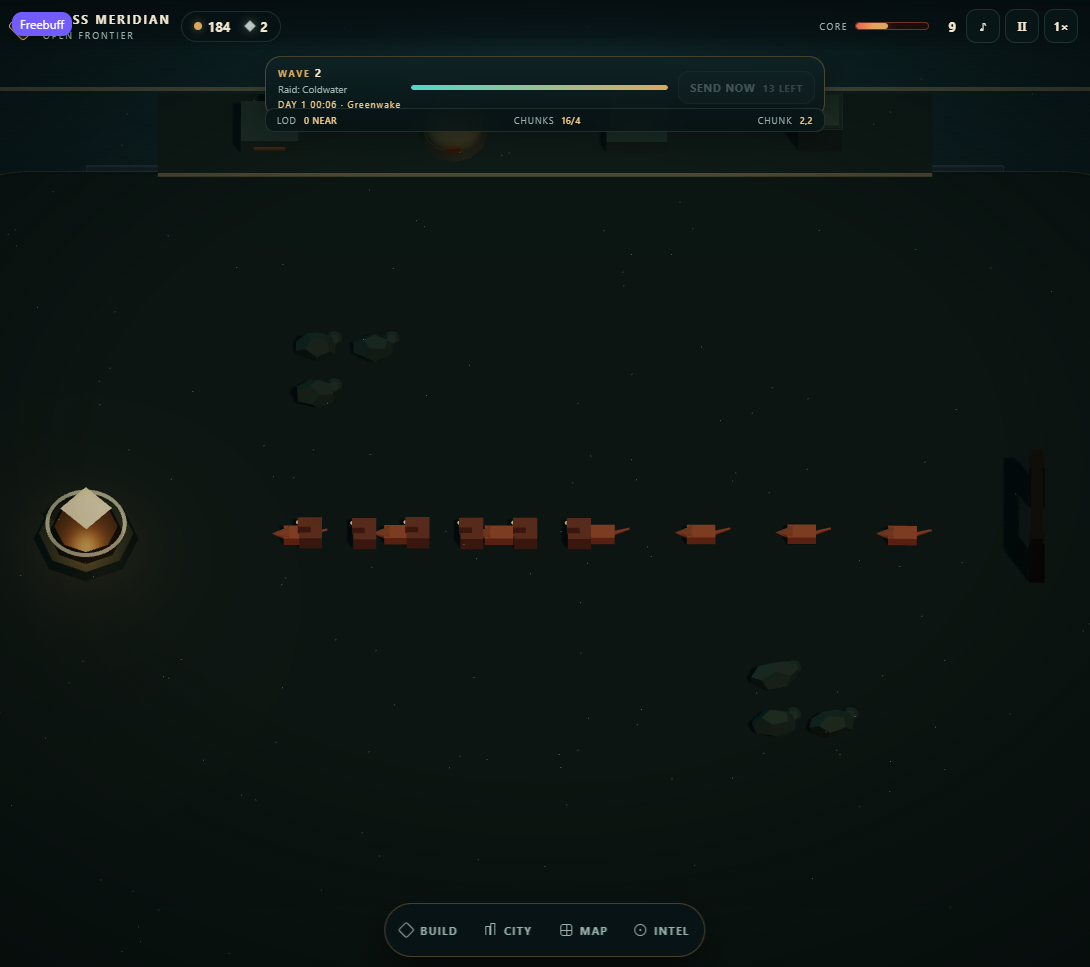 Freebuff
SS MERIDIAN
OPEN FRONTIER
184
2
CORE
9
II
1×
WAVE 2
Raid: Coldwater
DAY 1 00:06 · Greenwake
SEND NOW 13 LEFT
LOD 0 NEAR
CHUNKS 16/4
CHUNK 2,2
BUILD
CITY
MAP
INTEL